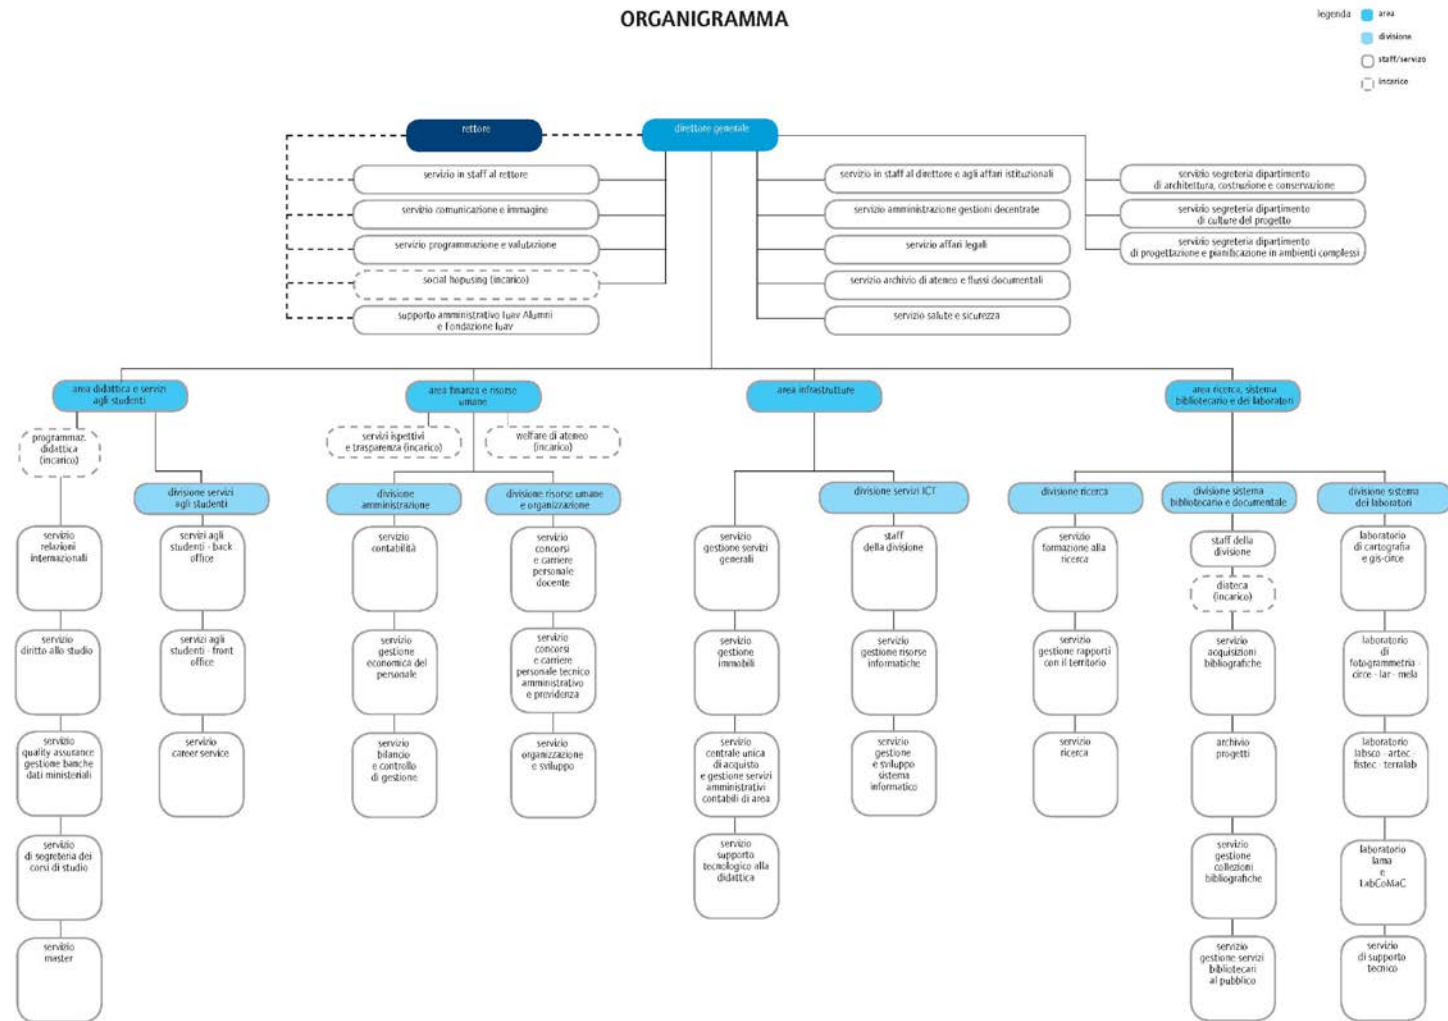 ORGANIGRAMMA
legenda
area
divisione
staff/servizo
incarico
rettore
direttore generale
servizio in staff al rettore
servizio comunicazione e immagine
servizio programmazione e valutazione
social hopusing (incarico)
supporto amministrativo Iuav Alumni
e Fondazione Iuav
servizio in staff al direttore e agli affari istituzionali
servizio amministrazione gestioni decentrate
servizio affari legali
servizio archivio di ateneo e flussi documentali
servizio salute e sicurezza
servizio segreteria dipartimento
di architettura, costruzione e conservazione
servizio segreteria dipartimento
di culture del progetto
servizio segreteria dipartimento
di progettazione e pianificazione in ambienti complessi
area didattica e servizi
agli studenti
programmaz.
didattica
(incarico)
servizio
relazioni
internazionali
servizio
diritto allo studio
servizio
quality assurance
gestione banche
dati ministeriali
servizio
di segreteria dei
corsi di studio
servizio
master
divisione servizi
agli studenti
servizi agli
studenti - back
office
servizi agli
studenti - front
office
servizio
career service
area finanza e risorse
umane
servizi ispettivi
e trasparenza (incarico)
welfare di ateneo
(incarico)
divisione
amministrazione
servizio
contabilità
servizio
gestione
economica del
personale
servizio
bilancio
e controllo
di gestione
divisione risorse umane
e organizzazione
servizio
concorsi
e carriere
personale
docente
servizio
concorsi
e carriere
personale tecnico
amministrativo
e previdenza
servizio
organizzazione
e sviluppo
area infrastrutture
servizio
gestione servizi
generali
servizio
gestione
immobili
servizio
centrale unica
di acquisto
e gestione servizi
amministrativi
contabili di area
servizio
supporto
tecnologico alla
didattica
divisione servizi ICT
staff
della divisione
servizio
gestione risorse
informatiche
servizio
gestione
e sviluppo
sistema
informatico
area ricerca, sistema
bibliotecario e dei laboratori
divisione ricerca
servizio
formazione alla
ricerca
servizio
gestione rapporti
con il territorio
servizio
ricerca
divisione sistema
bibliotecario e documentale
staff della
divisione
diateca
(incarico)
servizio
acquisizioni
bibliografiche
archivio
progetti
servizio
gestione
collezioni
bibliografiche
servizio
gestione servizi
bibliotecari
al pubblico
divisione sistema
dei laboratori
laboratorio
di cartografia
e gis-circe
laboratorio
di
fotogrammetria -
circe - lar - mela
laboratorio
labsco - artec -
fistec - terralab
laboratorio
lama
e
LabCoMaC
servizio
di supporto
tecnico